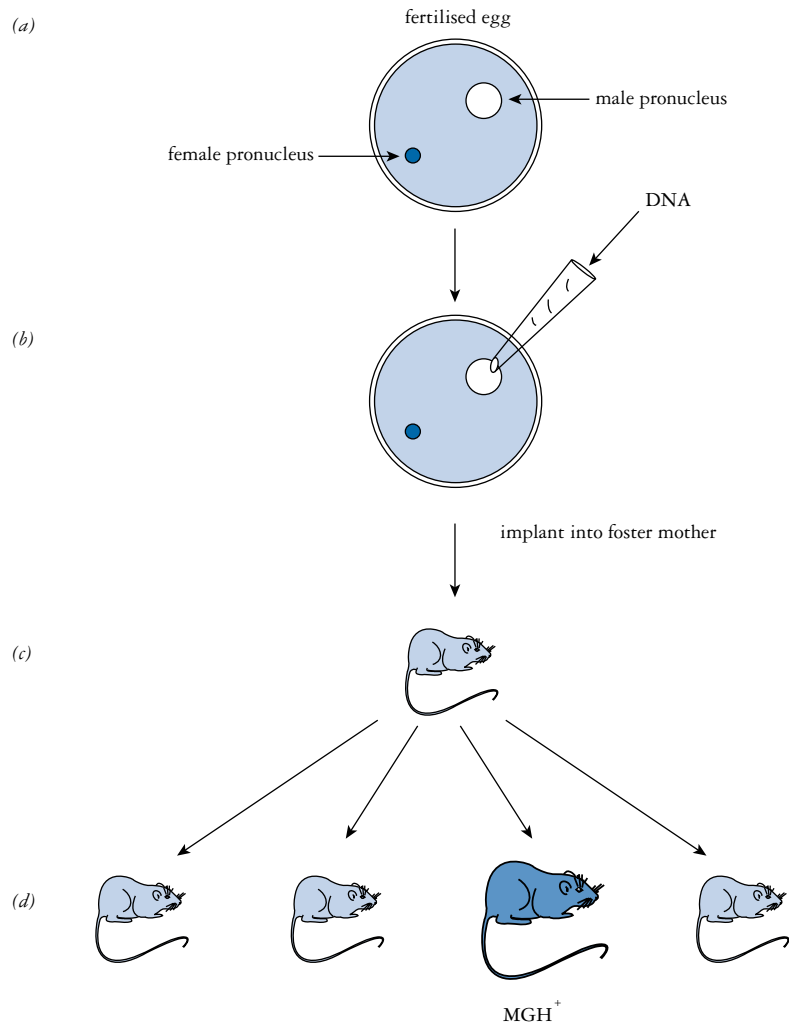 (a)
fertilised egg
male pronucleus
female pronucleus
DNA
(b)
implant into foster mother
(c)
(d)
MGH+